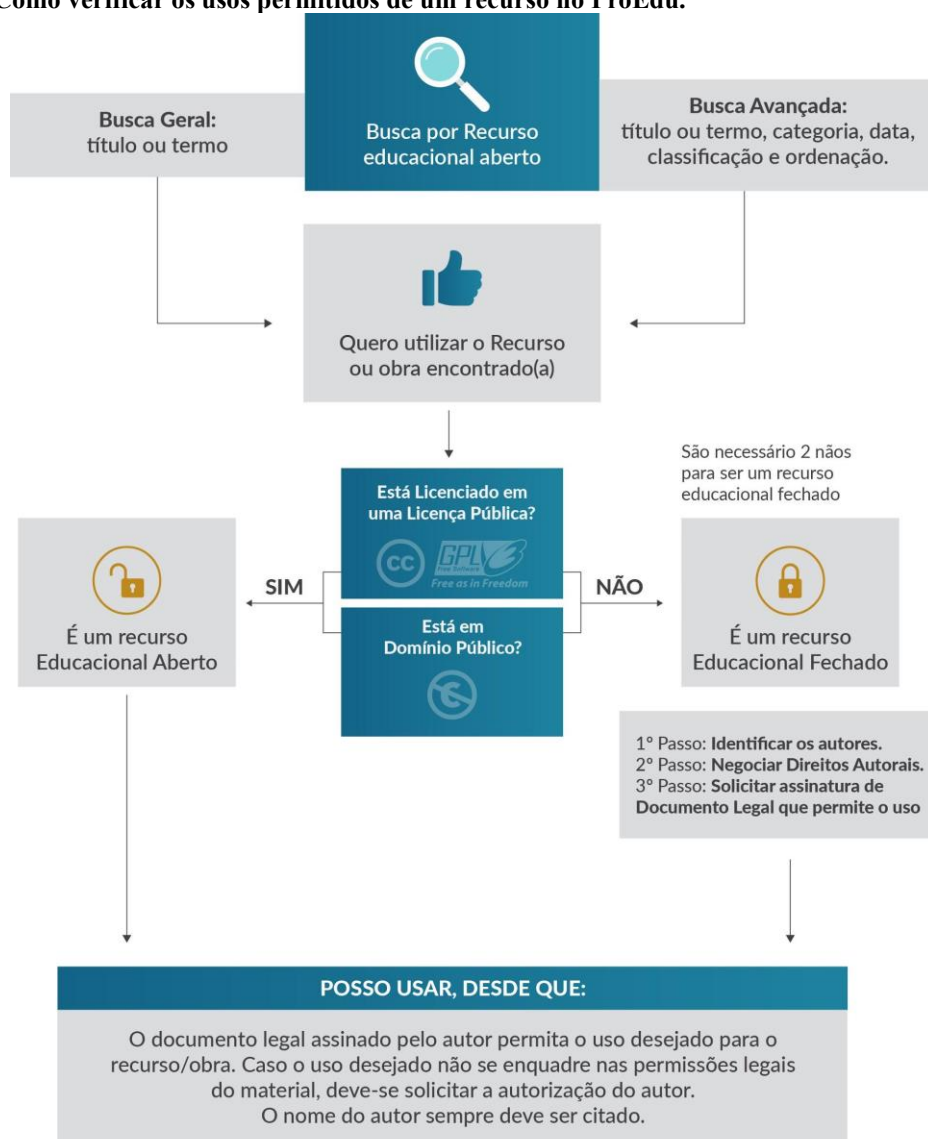 Como verificar os usos permitidos de um recurso no ProEdu.
Busca por Recurso
educacional aberto
Busca Geral:
título ou termo
Busca Avançada:
título ou termo, categoria, data,
classificação e ordenação.
Quero utilizar o Recurso
ou obra encontrado(a)
São necessário 2 nãos
para ser um recurso
educacional fechado
Está Licenciado em
uma Licença Pública?
cc
GPLv3
Free Software
Free as in Freedom
SIM
NÃO
Está em
Domínio Público?
É um recurso
Educacional Aberto
É um recurso
Educacional Fechado
1º Passo: Identificar os autores.
2º Passo: Negociar Direitos Autorais.
3º Passo: Solicitar assinatura de
Documento Legal que permite o uso
POSSO USAR, DESDE QUE:
O documento legal assinado pelo autor permita o uso desejado para o
recurso/obra. Caso o uso desejado não se enquadre nas permissões legais
do material, deve-se solicitar a autorização do autor.
O nome do autor sempre deve ser citado.